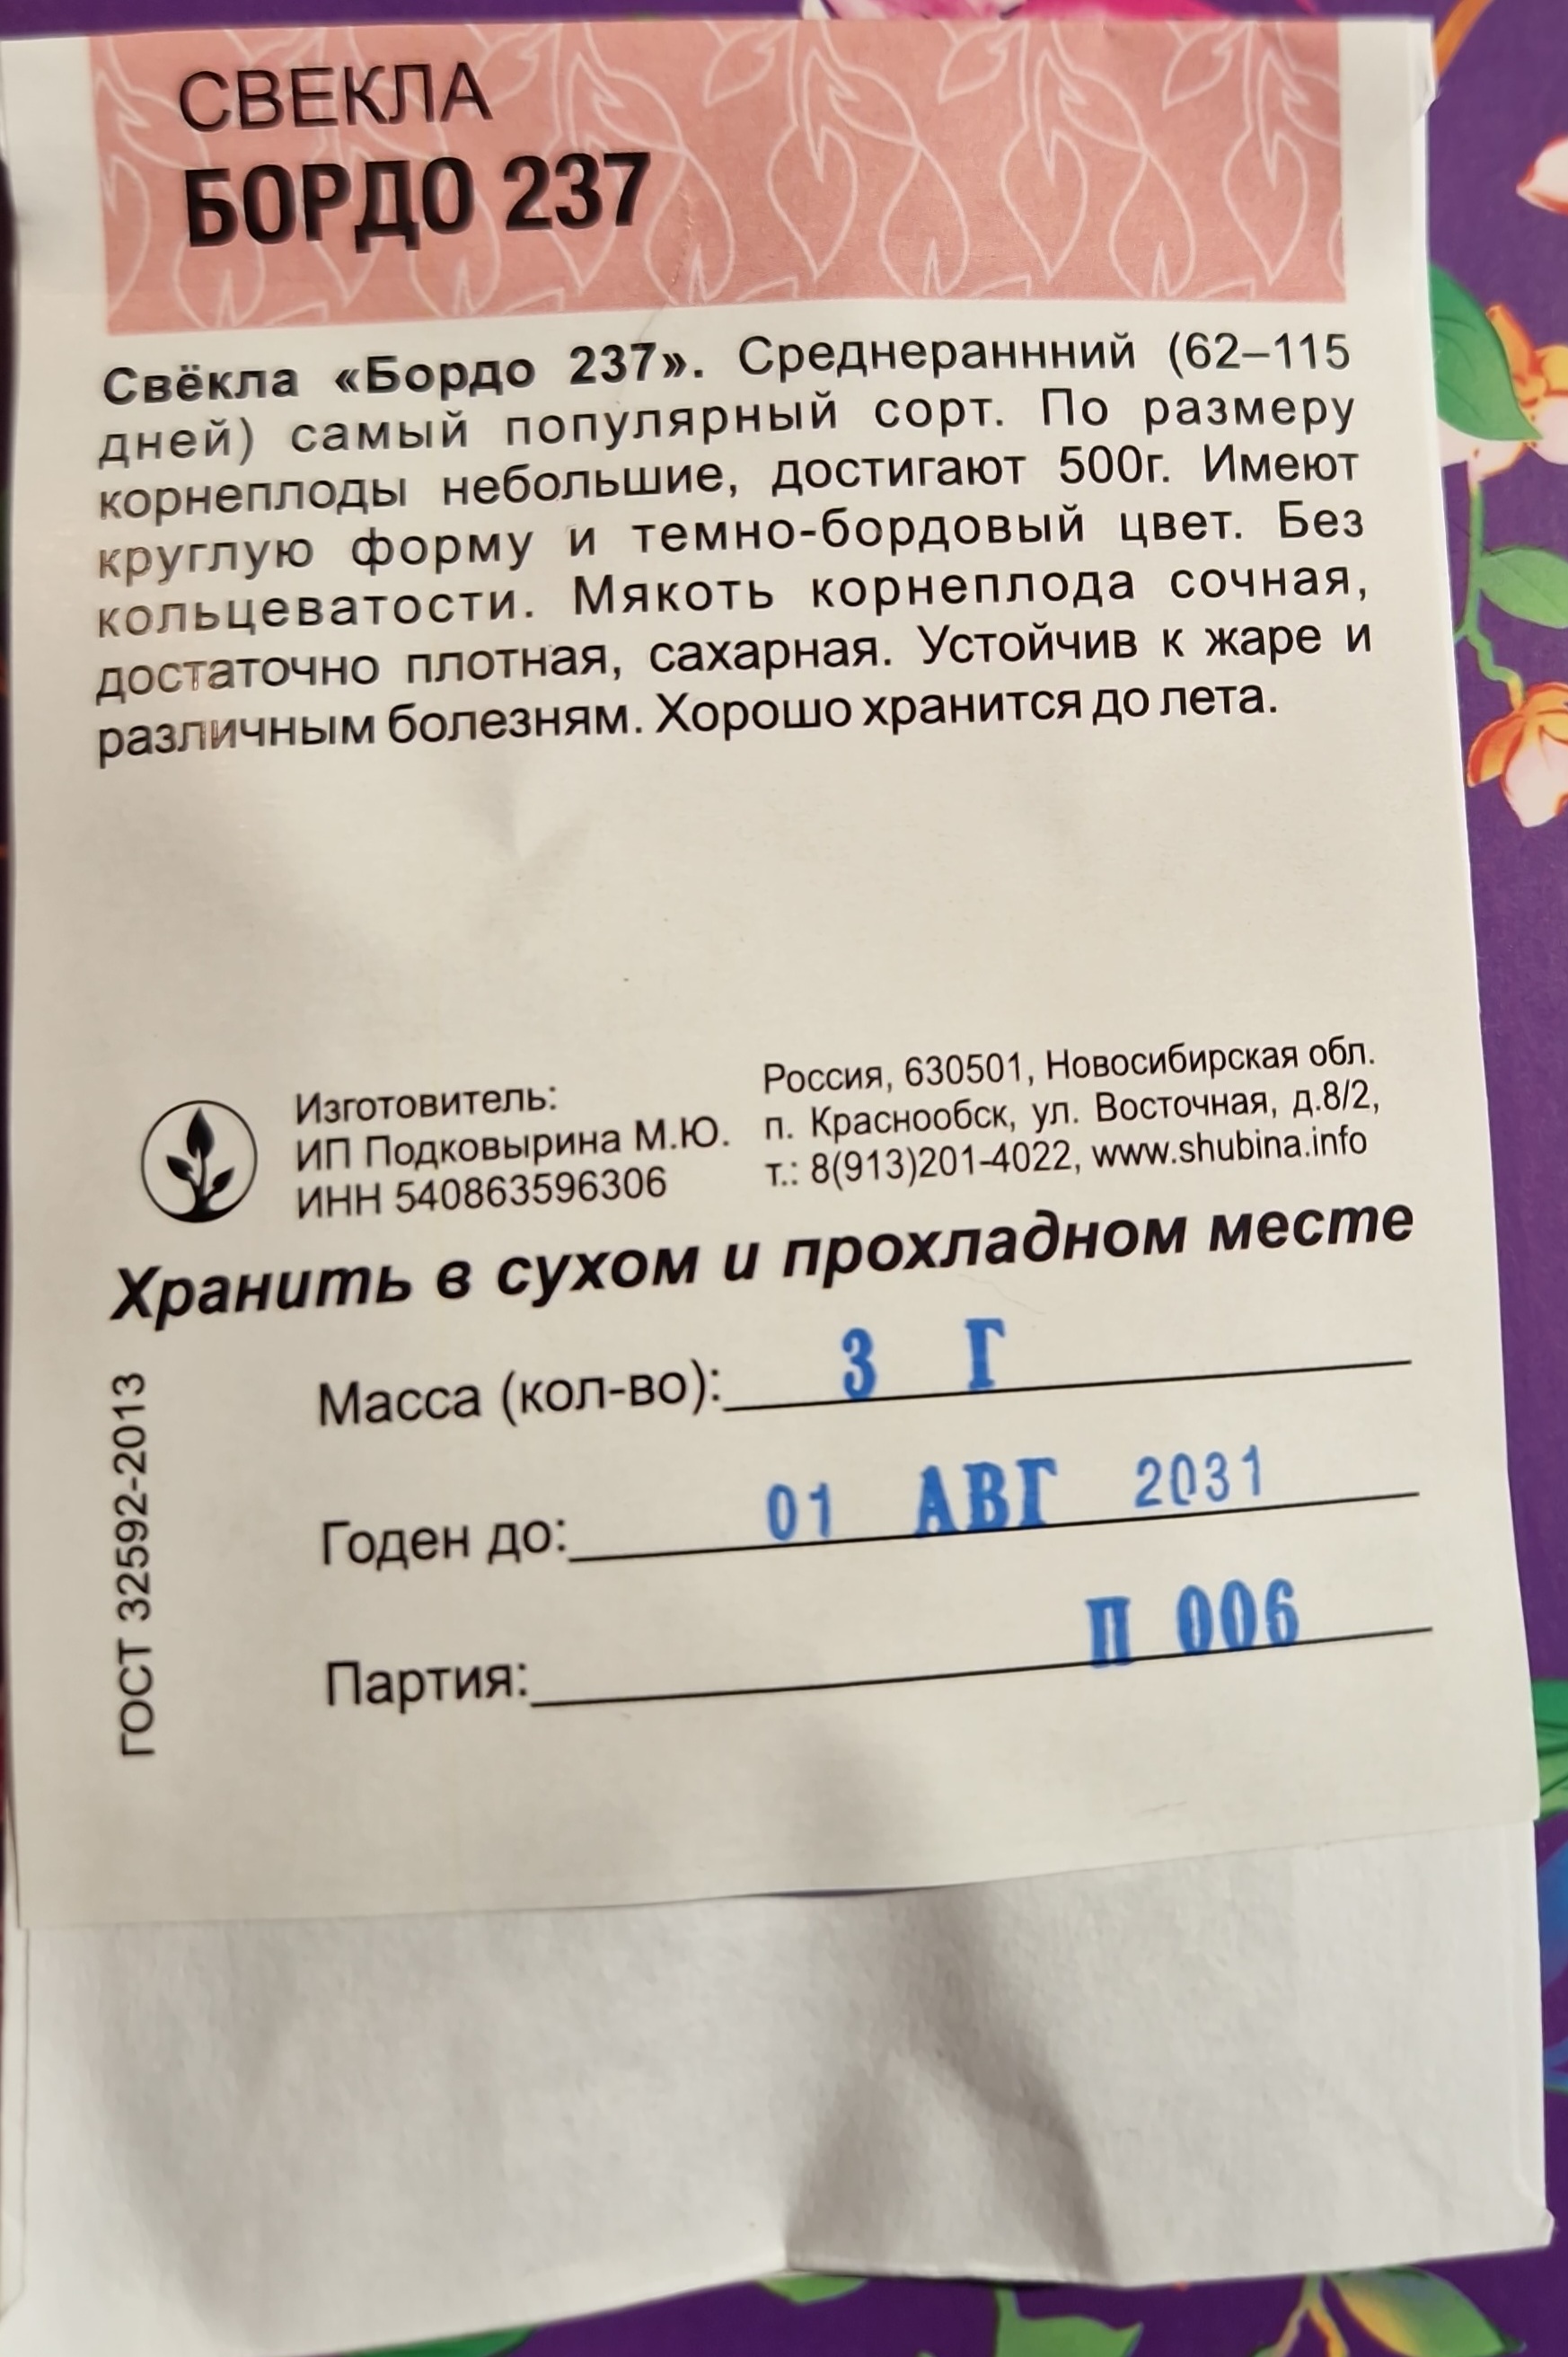 СВЕКЛА
БОРДО 237
Свёкла «Бордо 237». Среднераннний (62–115
дней) самый популярный сорт. По размеру
корнеплоды небольшие, достигают 500г. Имеют
круглую форму и темно-бордовый цвет. Без
кольцеватости. Мякоть корнеплода сочная,
достаточно плотная, сахарная. Устойчив к жаре и
различным болезням. Хорошо хранится до лета.
Изготовитель:
ИП Подковырина М.Ю.
ИНН 540863596306
Россия, 630501, Новосибирская обл.
п. Краснообск, ул. Восточная, д.8/2,
т.: 8(913)201-4022, www.shubina.info
Хранить в сухом и прохладном месте
Масса (кол-во): 3 Г
Годен до: 01 АВГ 2031
Партия: П 006
ГОСТ 32592-2013